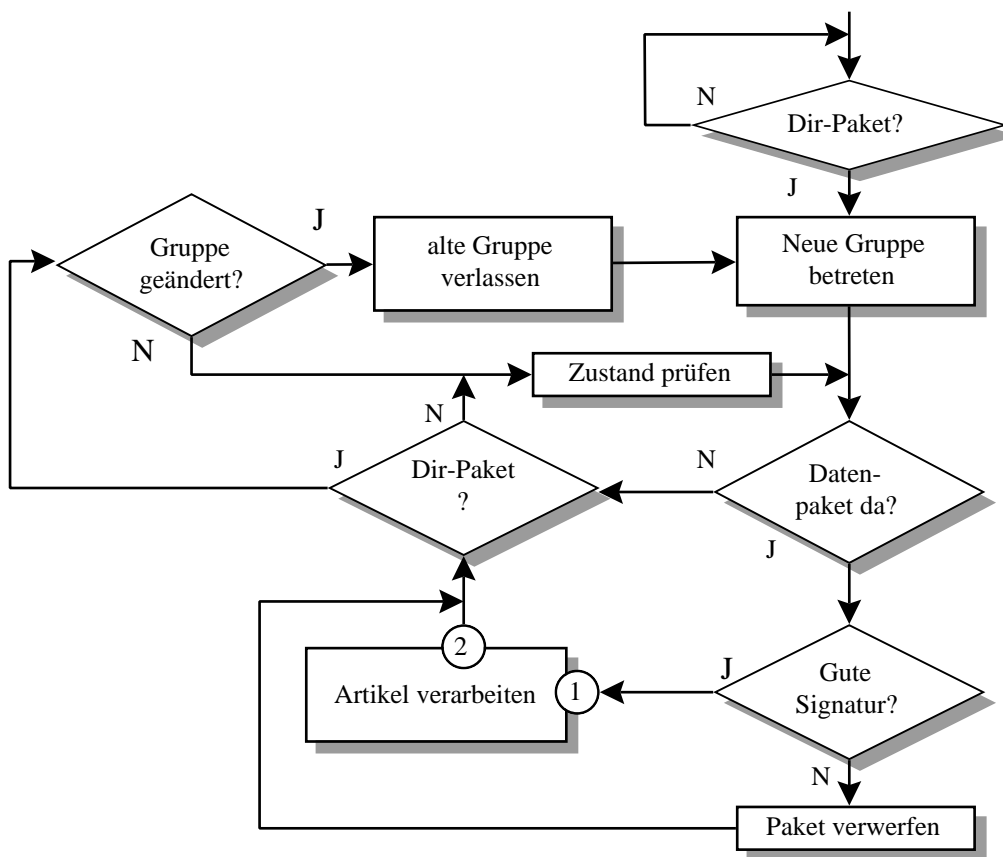 N
Dir-Paket?
J
Gruppe
geändert?
J
alte Gruppe
verlassen
Neue Gruppe
betreten
N
Zustand prüfen
N
J
Dir-Paket
?
N
Daten-
paket da?
J
2
Artikel verarbeiten
1
J
Gute
Signatur?
N
Paket verwerfen